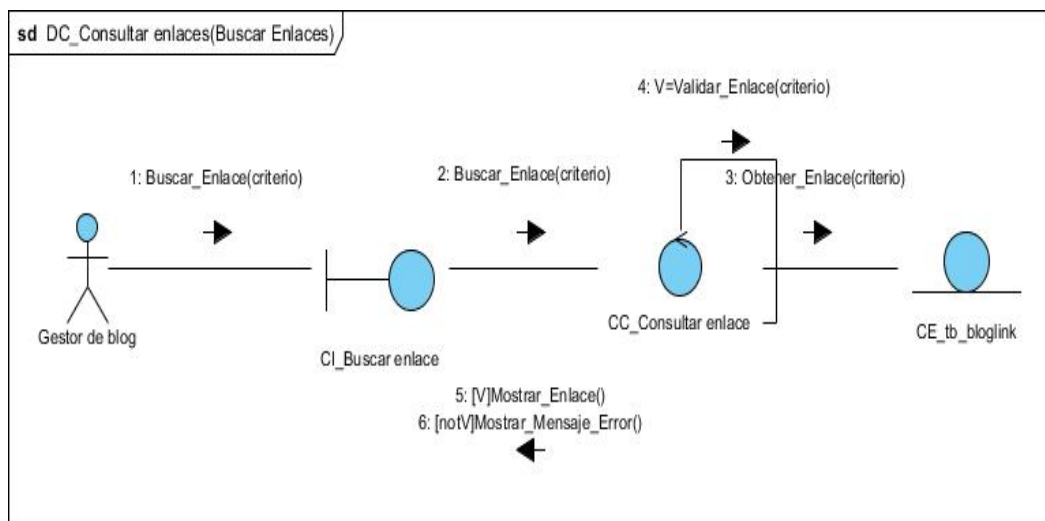 sd DC_Consultar enlaces(Buscar Enlaces)
4: V=Validar_Enlace(criterio)
1: Buscar_Enlace(criterio)
2: Buscar_Enlace(criterio)
3: Obtener_Enlace(criterio)
Gestor de blog
CI_Buscar enlace
CC_Consultar enlace
CE_tb_bloglink
5: [V]Mostrar_Enlace()
6: [notV]Mostrar_Mensaje_Error()